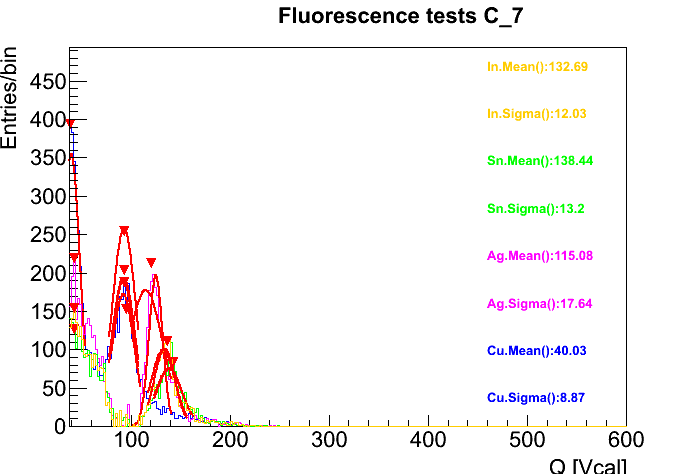 Fluorescence tests C_7
Entries/bin
450
400
350
300
250
200
150
100
50
0
100
200
300
400
500
600
Q [Vcal]
In.Mean():132.69
In.Sigma():12.03
Sn.Mean():138.44
Sn.Sigma():13.2
Ag.Mean():115.08
Ag.Sigma():17.64
Cu.Mean():40.03
Cu.Sigma():8.87